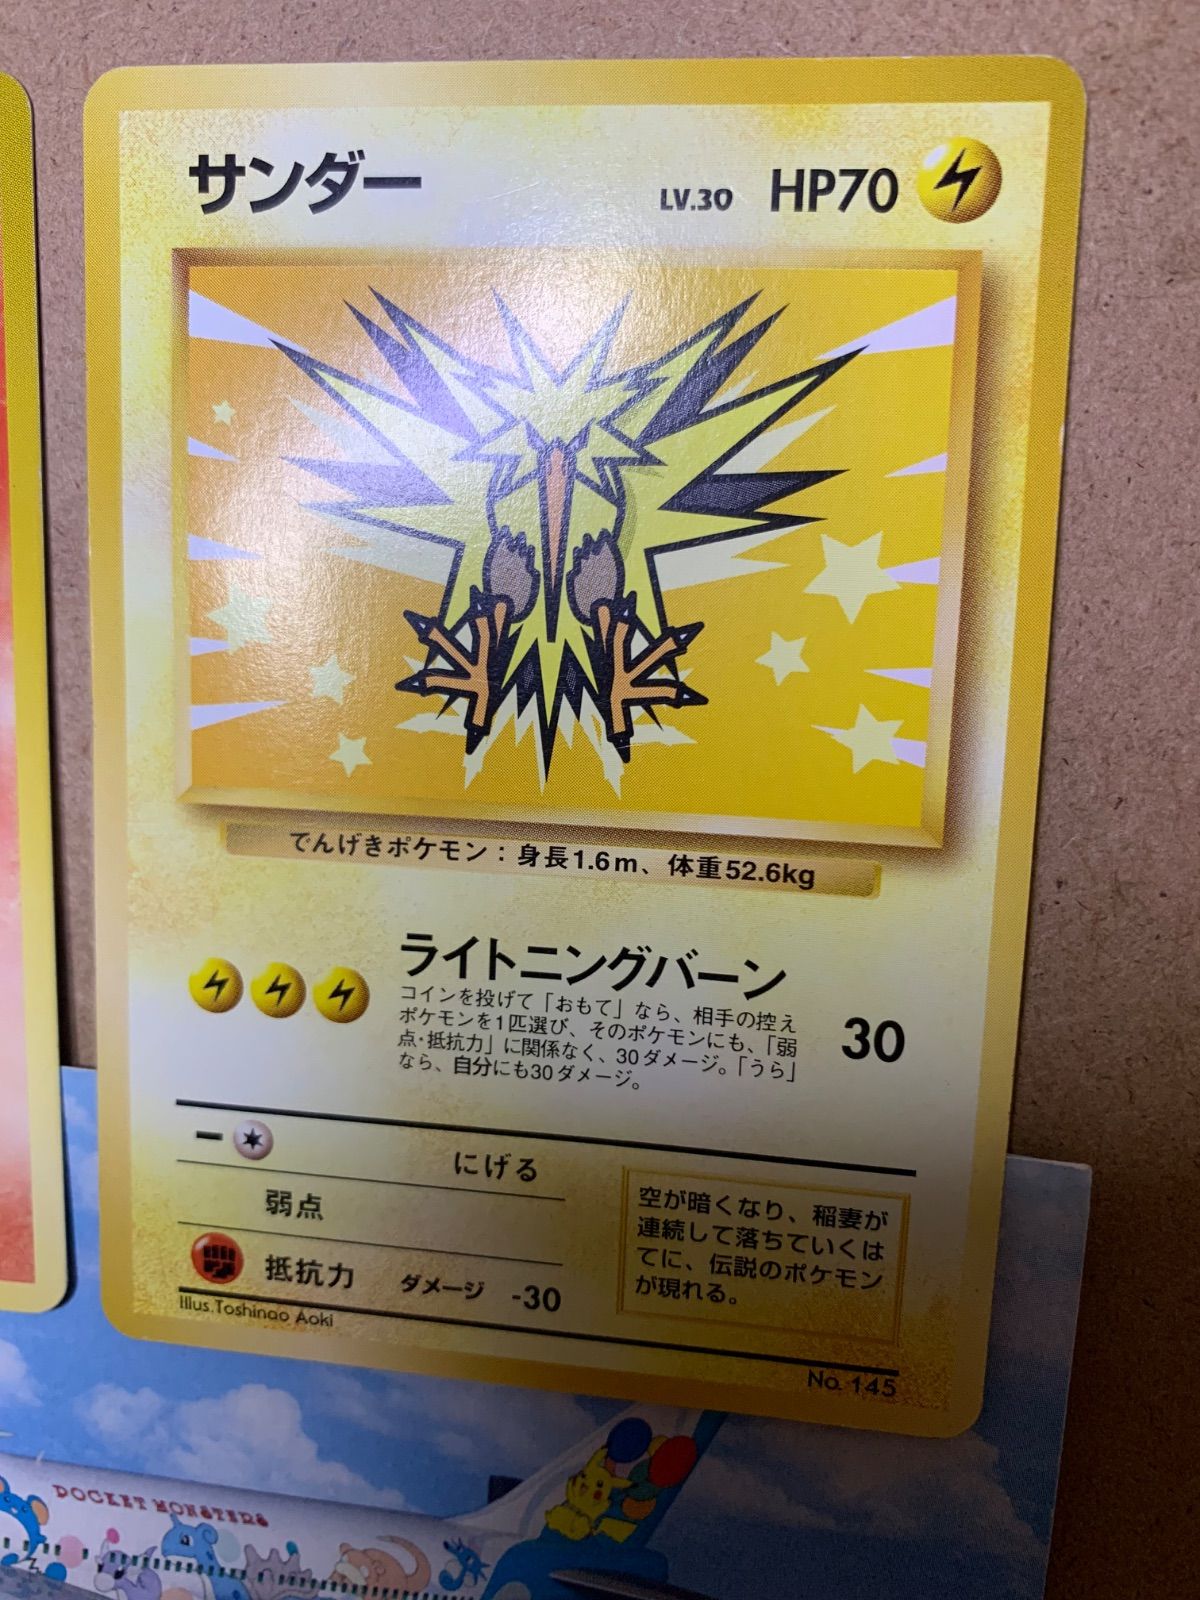 サンダー
LV.30 HP70
でんげきポケモン：身長1.6m、体重52.6kg
ライトニングバーン
コインを投げて「おもて」なら、相手の控え
ポケモンを1匹選び、そのポケモンにも、「弱
点・抵抗力」に関係なく、30ダメージ。「うら」
なら、自分にも30ダメージ。
30
にげる
弱点
抵抗力 ダメージ -30
空が暗くなり、稲妻が
連続して落ちていくは
てに、伝説のポケモン
が現れる。
Illus.Toshinao Aoki
No. 145
POCKET MONSTERS